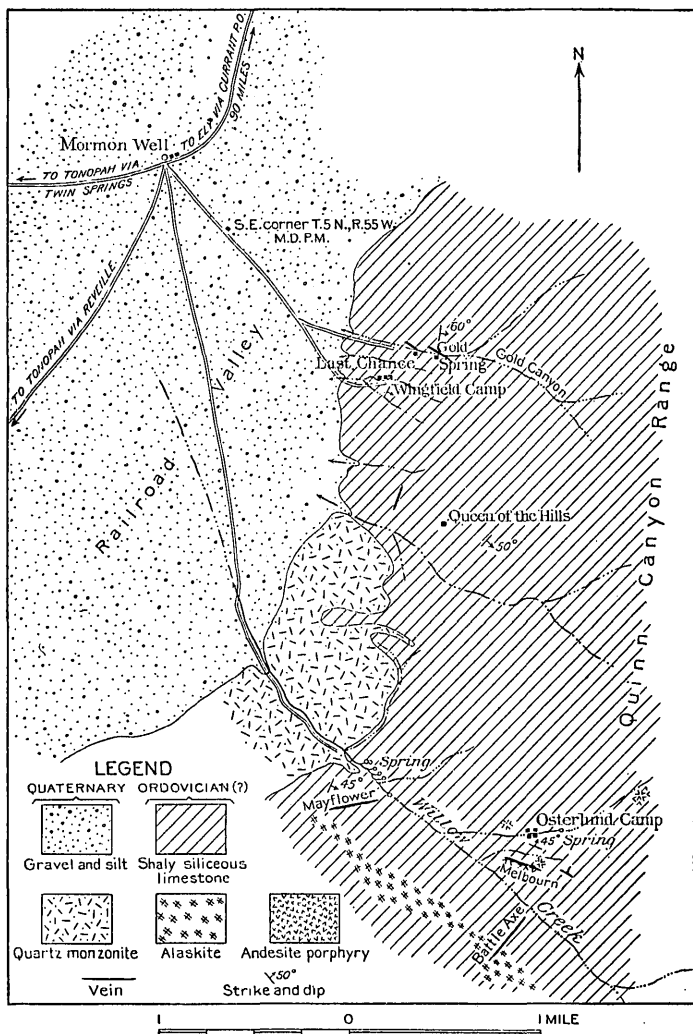 TO ELY VIA CURRANT P.O.
90 MILES
N
Mormon Well
TO TONOPAH VIA
TWIN SPRINGS
S.E. corner T.5 N., R.55 W.
M.D.P.M.
TO TONOPAH VIA REVEILLE
Railroad Valley
60°
Gold
Spring
Gold Canyon
Last Chance
Wingfield Camp
Quinn Canyon Range
Queen of the Hills
50°
Spring
45°
Mayflower
Willow Creek
Osterlund Camp
45° Spring
Melbourn
Battle Axe
LEGEND
QUATERNARY ORDOVICIAN (?)
Gravel and silt Shaly siliceous
limestone
Quartz monzonite Alaskite Andesite porphyry
Vein 50° Strike and dip
1 0 1 MILE